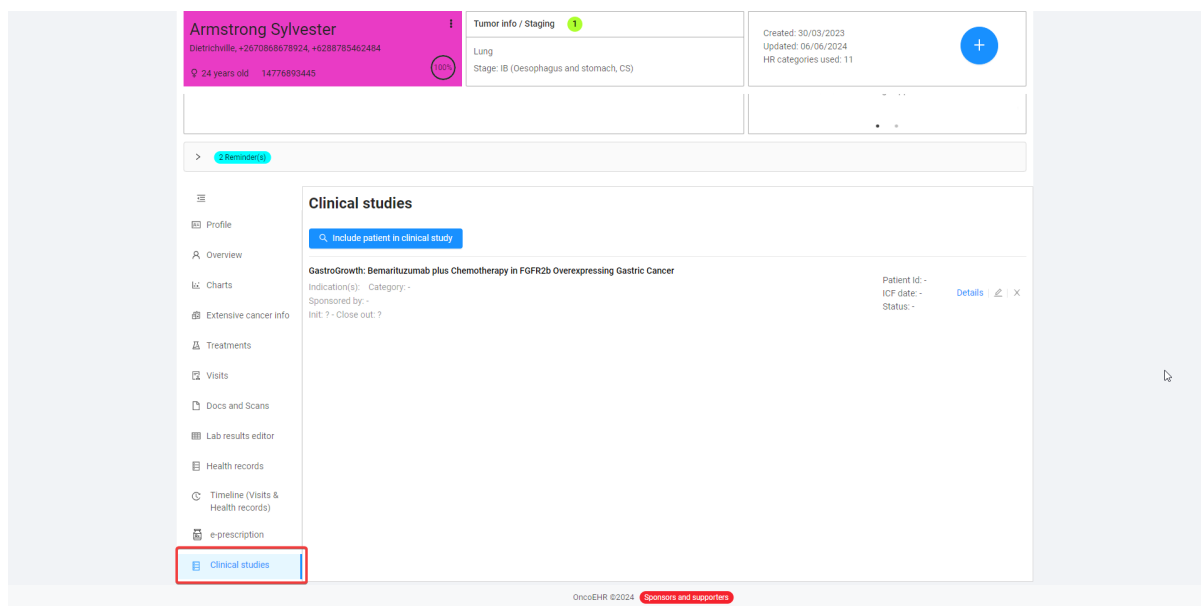 Armstrong Sylvester
Dietrichville, +2670868678924, +6288785462484
24 years old 14776893445
100%
Tumor info / Staging 1
Lung
Stage: IB (Oesophagus and stomach, CS)
Created: 30/03/2023
Updated: 06/06/2024
HR categories used: 11
+
2 Reminder(s)
Profile
Overview
Charts
Extensive cancer info
Treatments
Visits
Docs and Scans
Lab results editor
Health records
Timeline (Visits &
Health records)
e-prescription
Clinical studies
Clinical studies
Include patient in clinical study
GastroGrowth: Bemarituzumab plus Chemotherapy in FGFR2b Overexpressing Gastric Cancer
Indication(s): Category: -
Sponsored by: -
Init: ? - Close out: ?
Patient Id: -
ICF date: -
Status: -
Details
OncoEHR ©2024 Sponsors and supporters